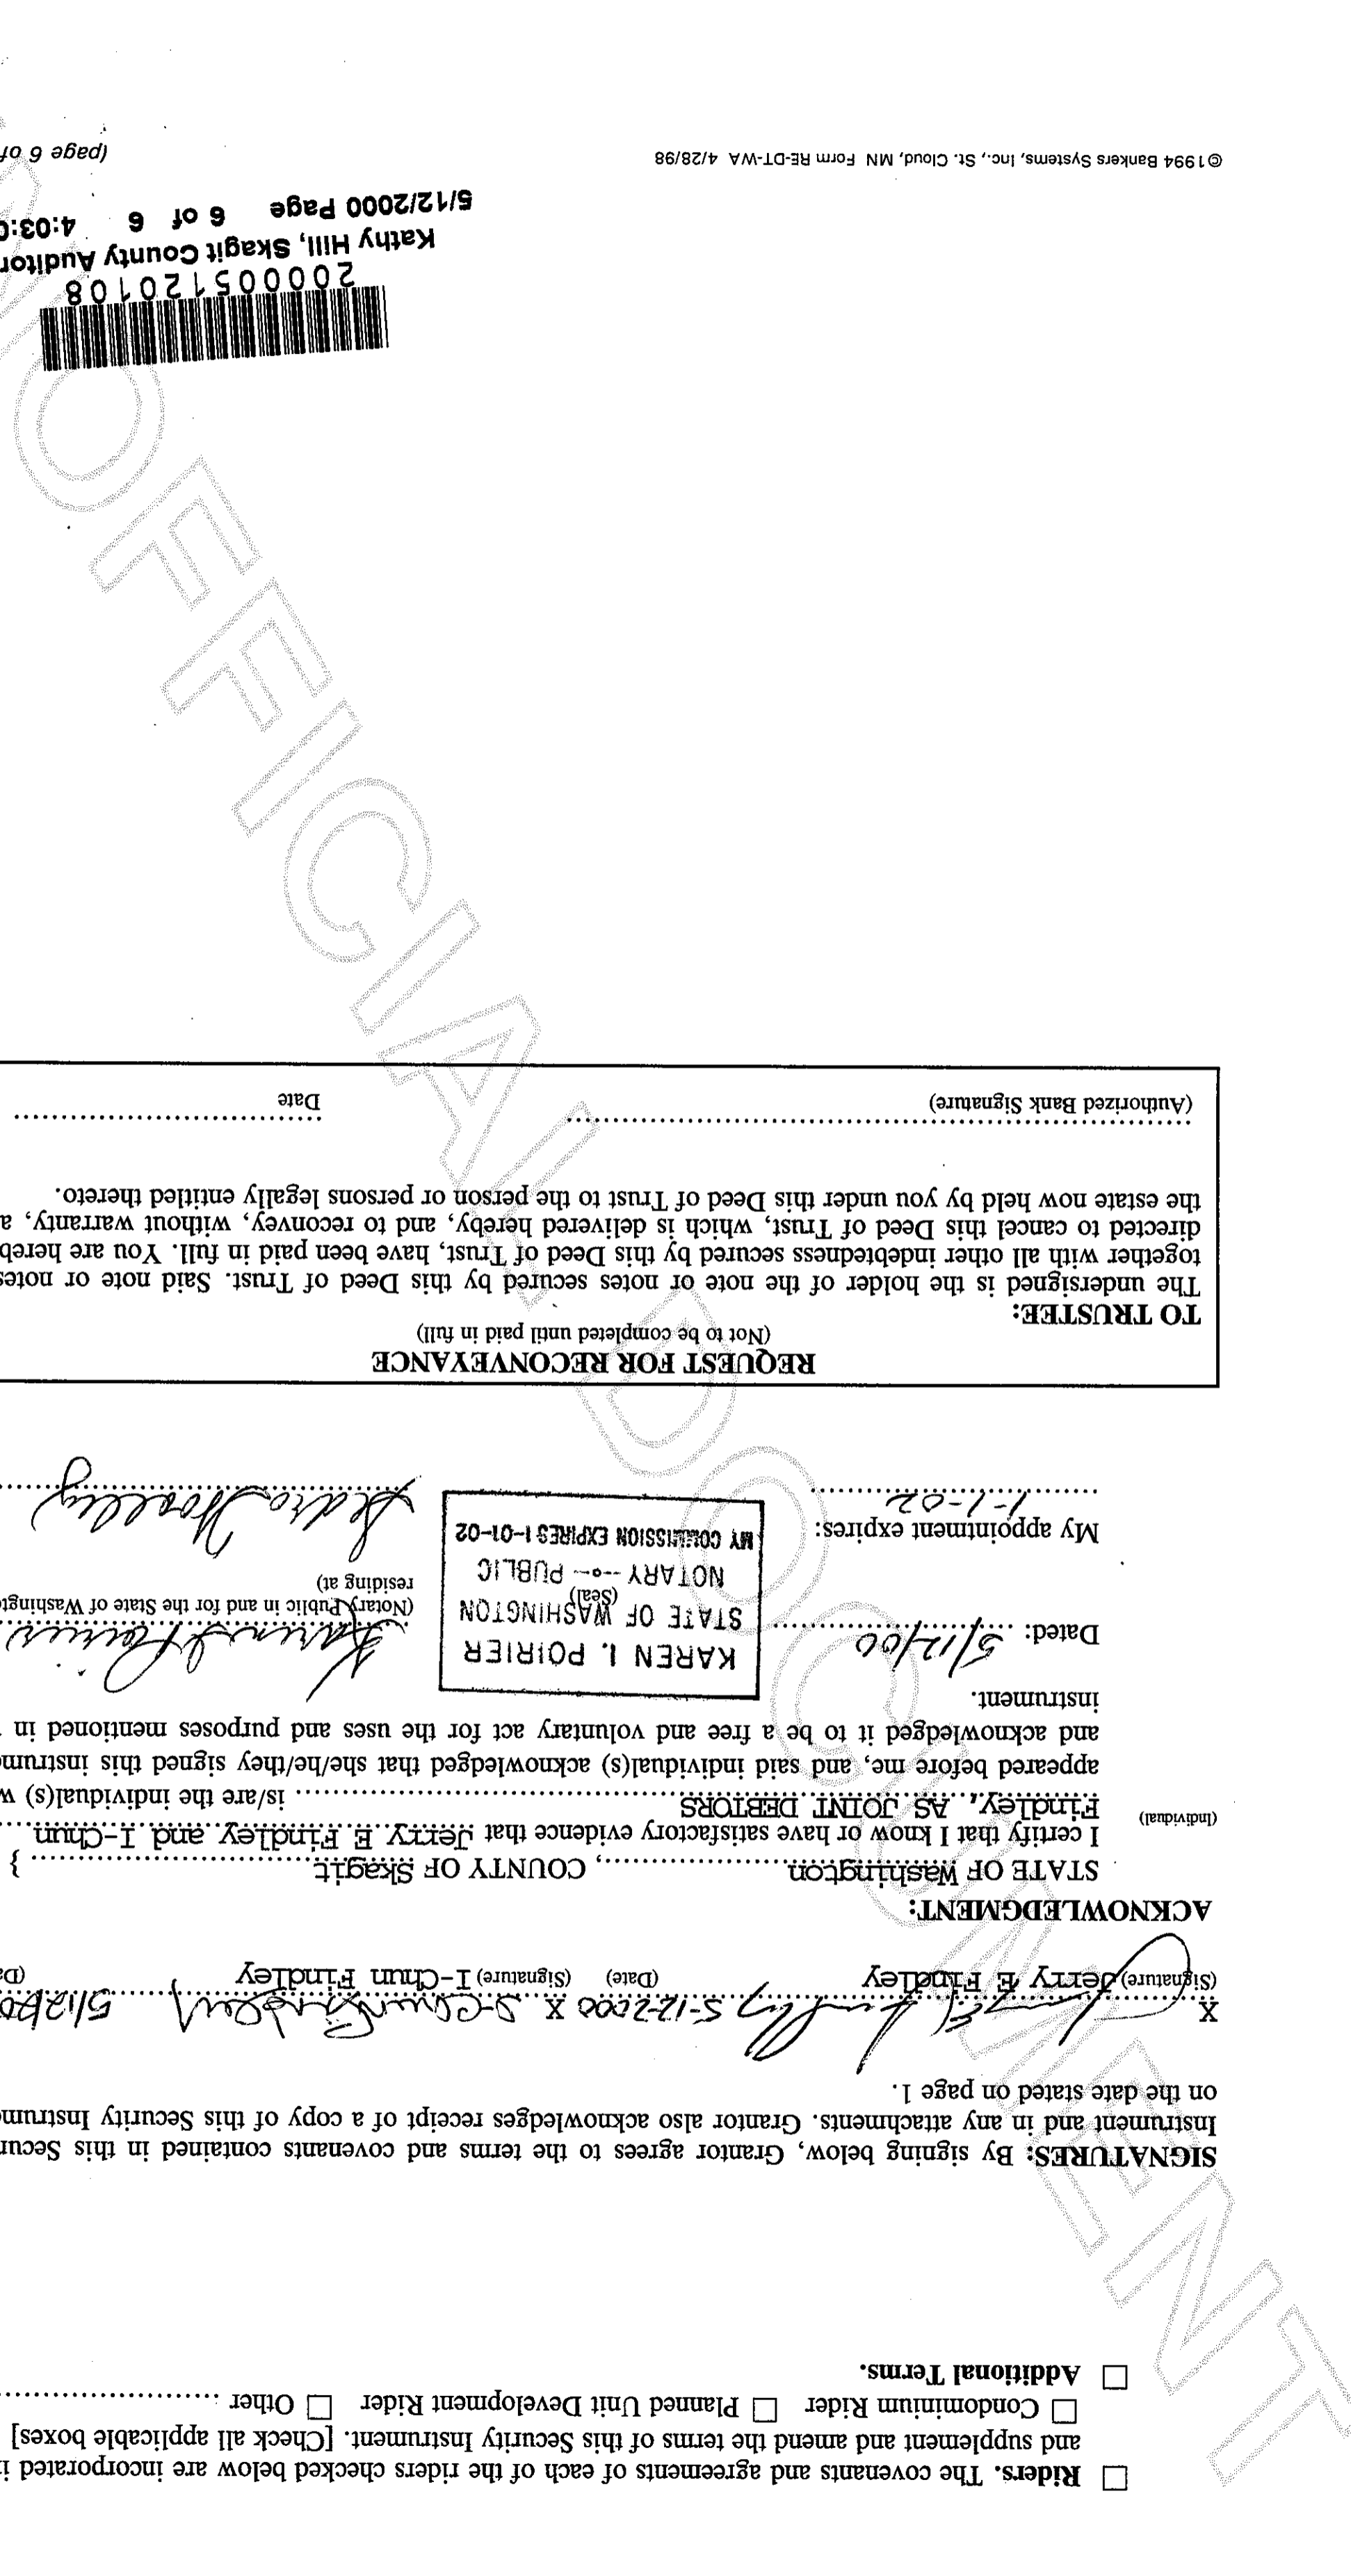 ☐ Riders. The covenants and agreements of each of the riders checked below are incorporated i
and supplement and amend the terms of this Security Instrument. [Check all applicable boxes]
☐ Condominium Rider ☐ Planned Unit Development Rider ☐ Other
☐ Additional Terms.
SIGNATURES: By signing below, Grantor agrees to the terms and covenants contained in this Secur
Instrument and in any attachments. Grantor also acknowledges receipt of a copy of this Security Instrum
on the date stated on page 1.
X Jerry E Findley 5-12-2000 X I-Chun Findley 5/12/200
(Signature) Jerry E Findley (Date) (Signature) I-Chun Findley (Da
ACKNOWLEDGMENT:
STATE OF Washington, COUNTY OF Skagit }
I certify that I know or have satisfactory evidence that Jerry E Findley and I-Chun
(Individual) Findley, AS JOINT DEBTORS is/are the individual(s) w
appeared before me, and said individual(s) acknowledged that she/he/they signed this instrum
and acknowledged it to be a free and voluntary act for the uses and purposes mentioned in
instrument.
Dated: 5/12/00
KAREN I. POIRIER
STATE OF WASHINGTON
(Seal)
NOTARY --o-- PUBLIC
MY COMMISSION EXPIRES 1-01-02
(Notary Public in and for the State of Washingt
residing at)
My appointment expires:
1-1-02
Sedro Woolley
REQUEST FOR RECONVEYANCE
(Not to be completed until paid in full)
TO TRUSTEE:
The undersigned is the holder of the note or notes secured by this Deed of Trust. Said note or notes
together with all other indebtedness secured by this Deed of Trust, have been paid in full. You are hereb
directed to cancel this Deed of Trust, which is delivered hereby, and to reconvey, without warranty, a
the estate now held by you under this Deed of Trust to the person or persons legally entitled thereto.
(Authorized Bank Signature) Date
200005120108
Kathy Hill, Skagit County Auditor
5/12/2000 Page 6 of 6 4:03:0
©1994 Bankers Systems, Inc., St. Cloud, MN Form RE-DT-WA 4/28/98 (page 6 of
UNOFFICIAL DOCUMENT